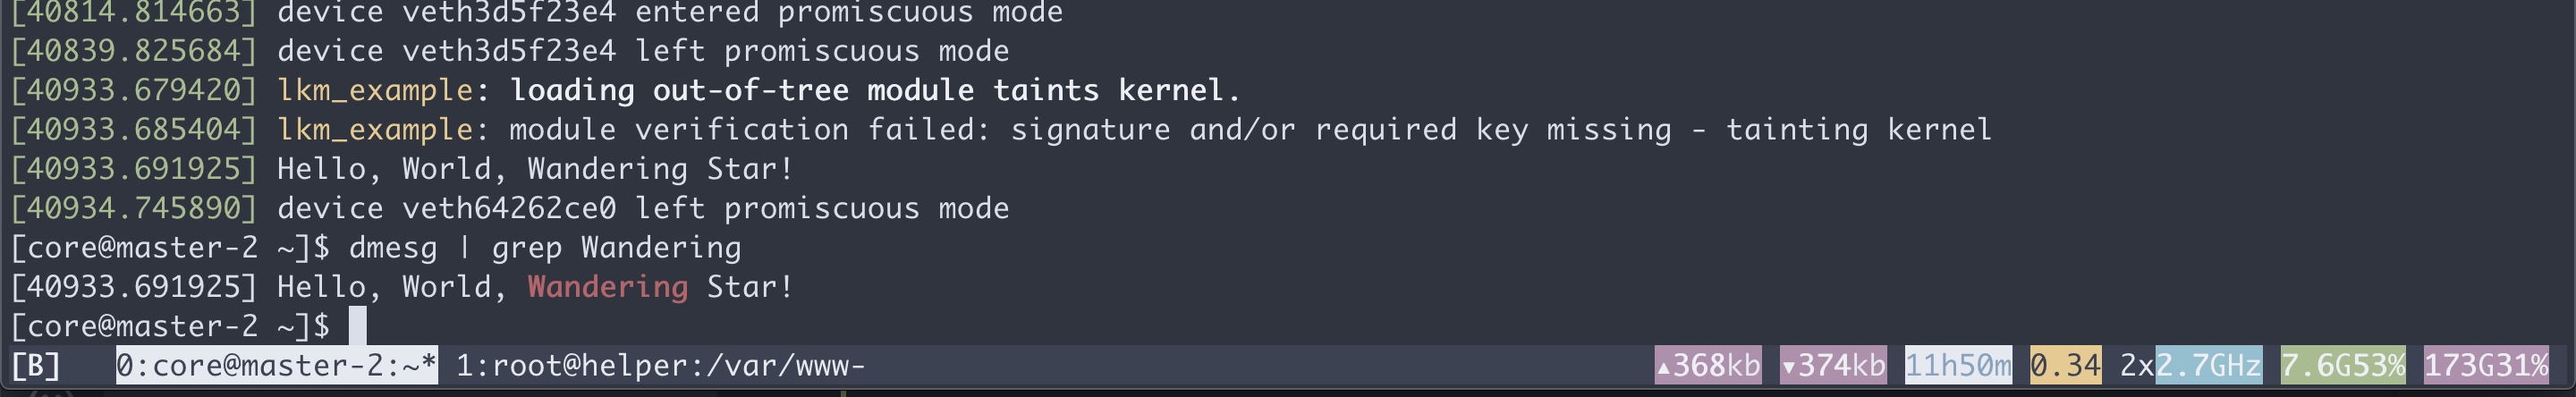 [40814.814663] device veth3d5f23e4 entered promiscuous mode
[40839.825684] device veth3d5f23e4 left promiscuous mode
[40933.679420] lkm_example: loading out-of-tree module taints kernel.
[40933.685404] lkm_example: module verification failed: signature and/or required key missing - tainting kernel
[40933.691925] Hello, World, Wandering Star!
[40934.745890] device veth64262ce0 left promiscuous mode
[core@master-2 ~]$ dmesg | grep Wandering
[40933.691925] Hello, World, Wandering Star!
[core@master-2 ~]$
[B] 0:core@master-2:~* 1:root@helper:/var/www- ▲368kb ▼374kb 11h50m 0.34 2x2.7GHz 7.6G53% 173G31%